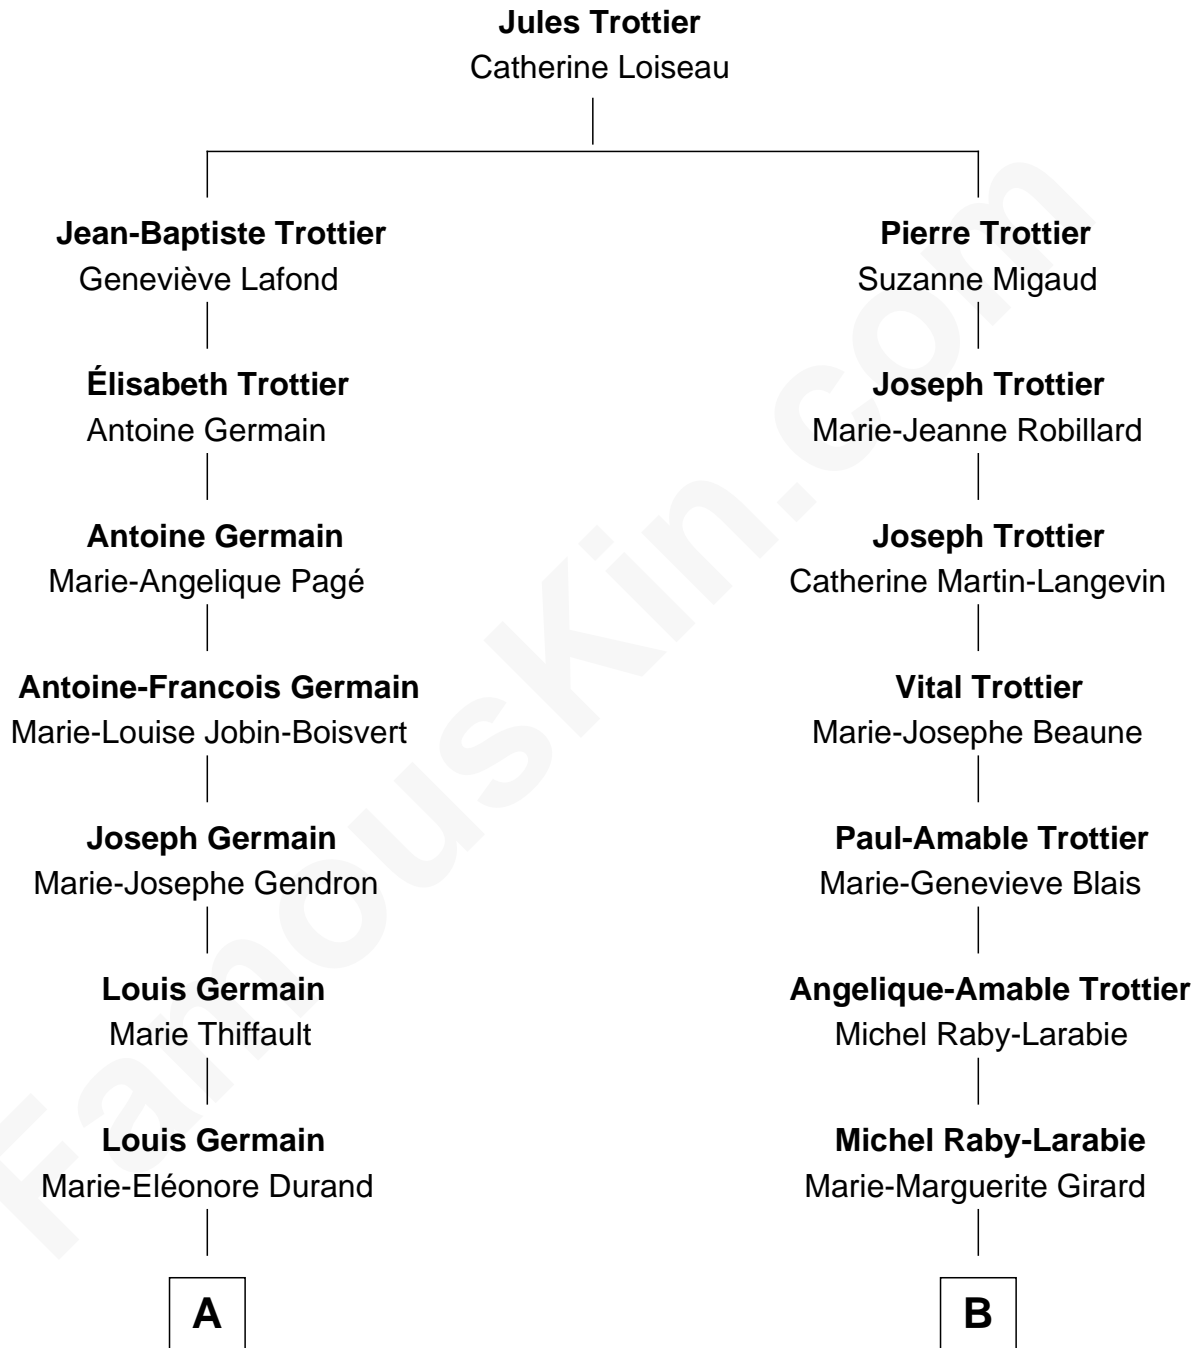 Jules Trottier
Catherine Loiseau
Jean-Baptiste Trottier
Geneviève Lafond
Pierre Trottier
Suzanne Migaud
Élisabeth Trottier
Antoine Germain
Joseph Trottier
Marie-Jeanne Robillard
Antoine Germain
Marie-Angelique Pagé
Joseph Trottier
Catherine Martin-Langevin
Antoine-Francois Germain
Marie-Louise Jobin-Boisvert
Vital Trottier
Marie-Josephe Beaune
Joseph Germain
Marie-Josephe Gendron
Paul-Amable Trottier
Marie-Genevieve Blais
Louis Germain
Marie Thiffault
Angelique-Amable Trottier
Michel Raby-Larabie
Louis Germain
Marie-Eléonore Durand
Michel Raby-Larabie
Marie-Marguerite Girard
A
B
FamousKin.com